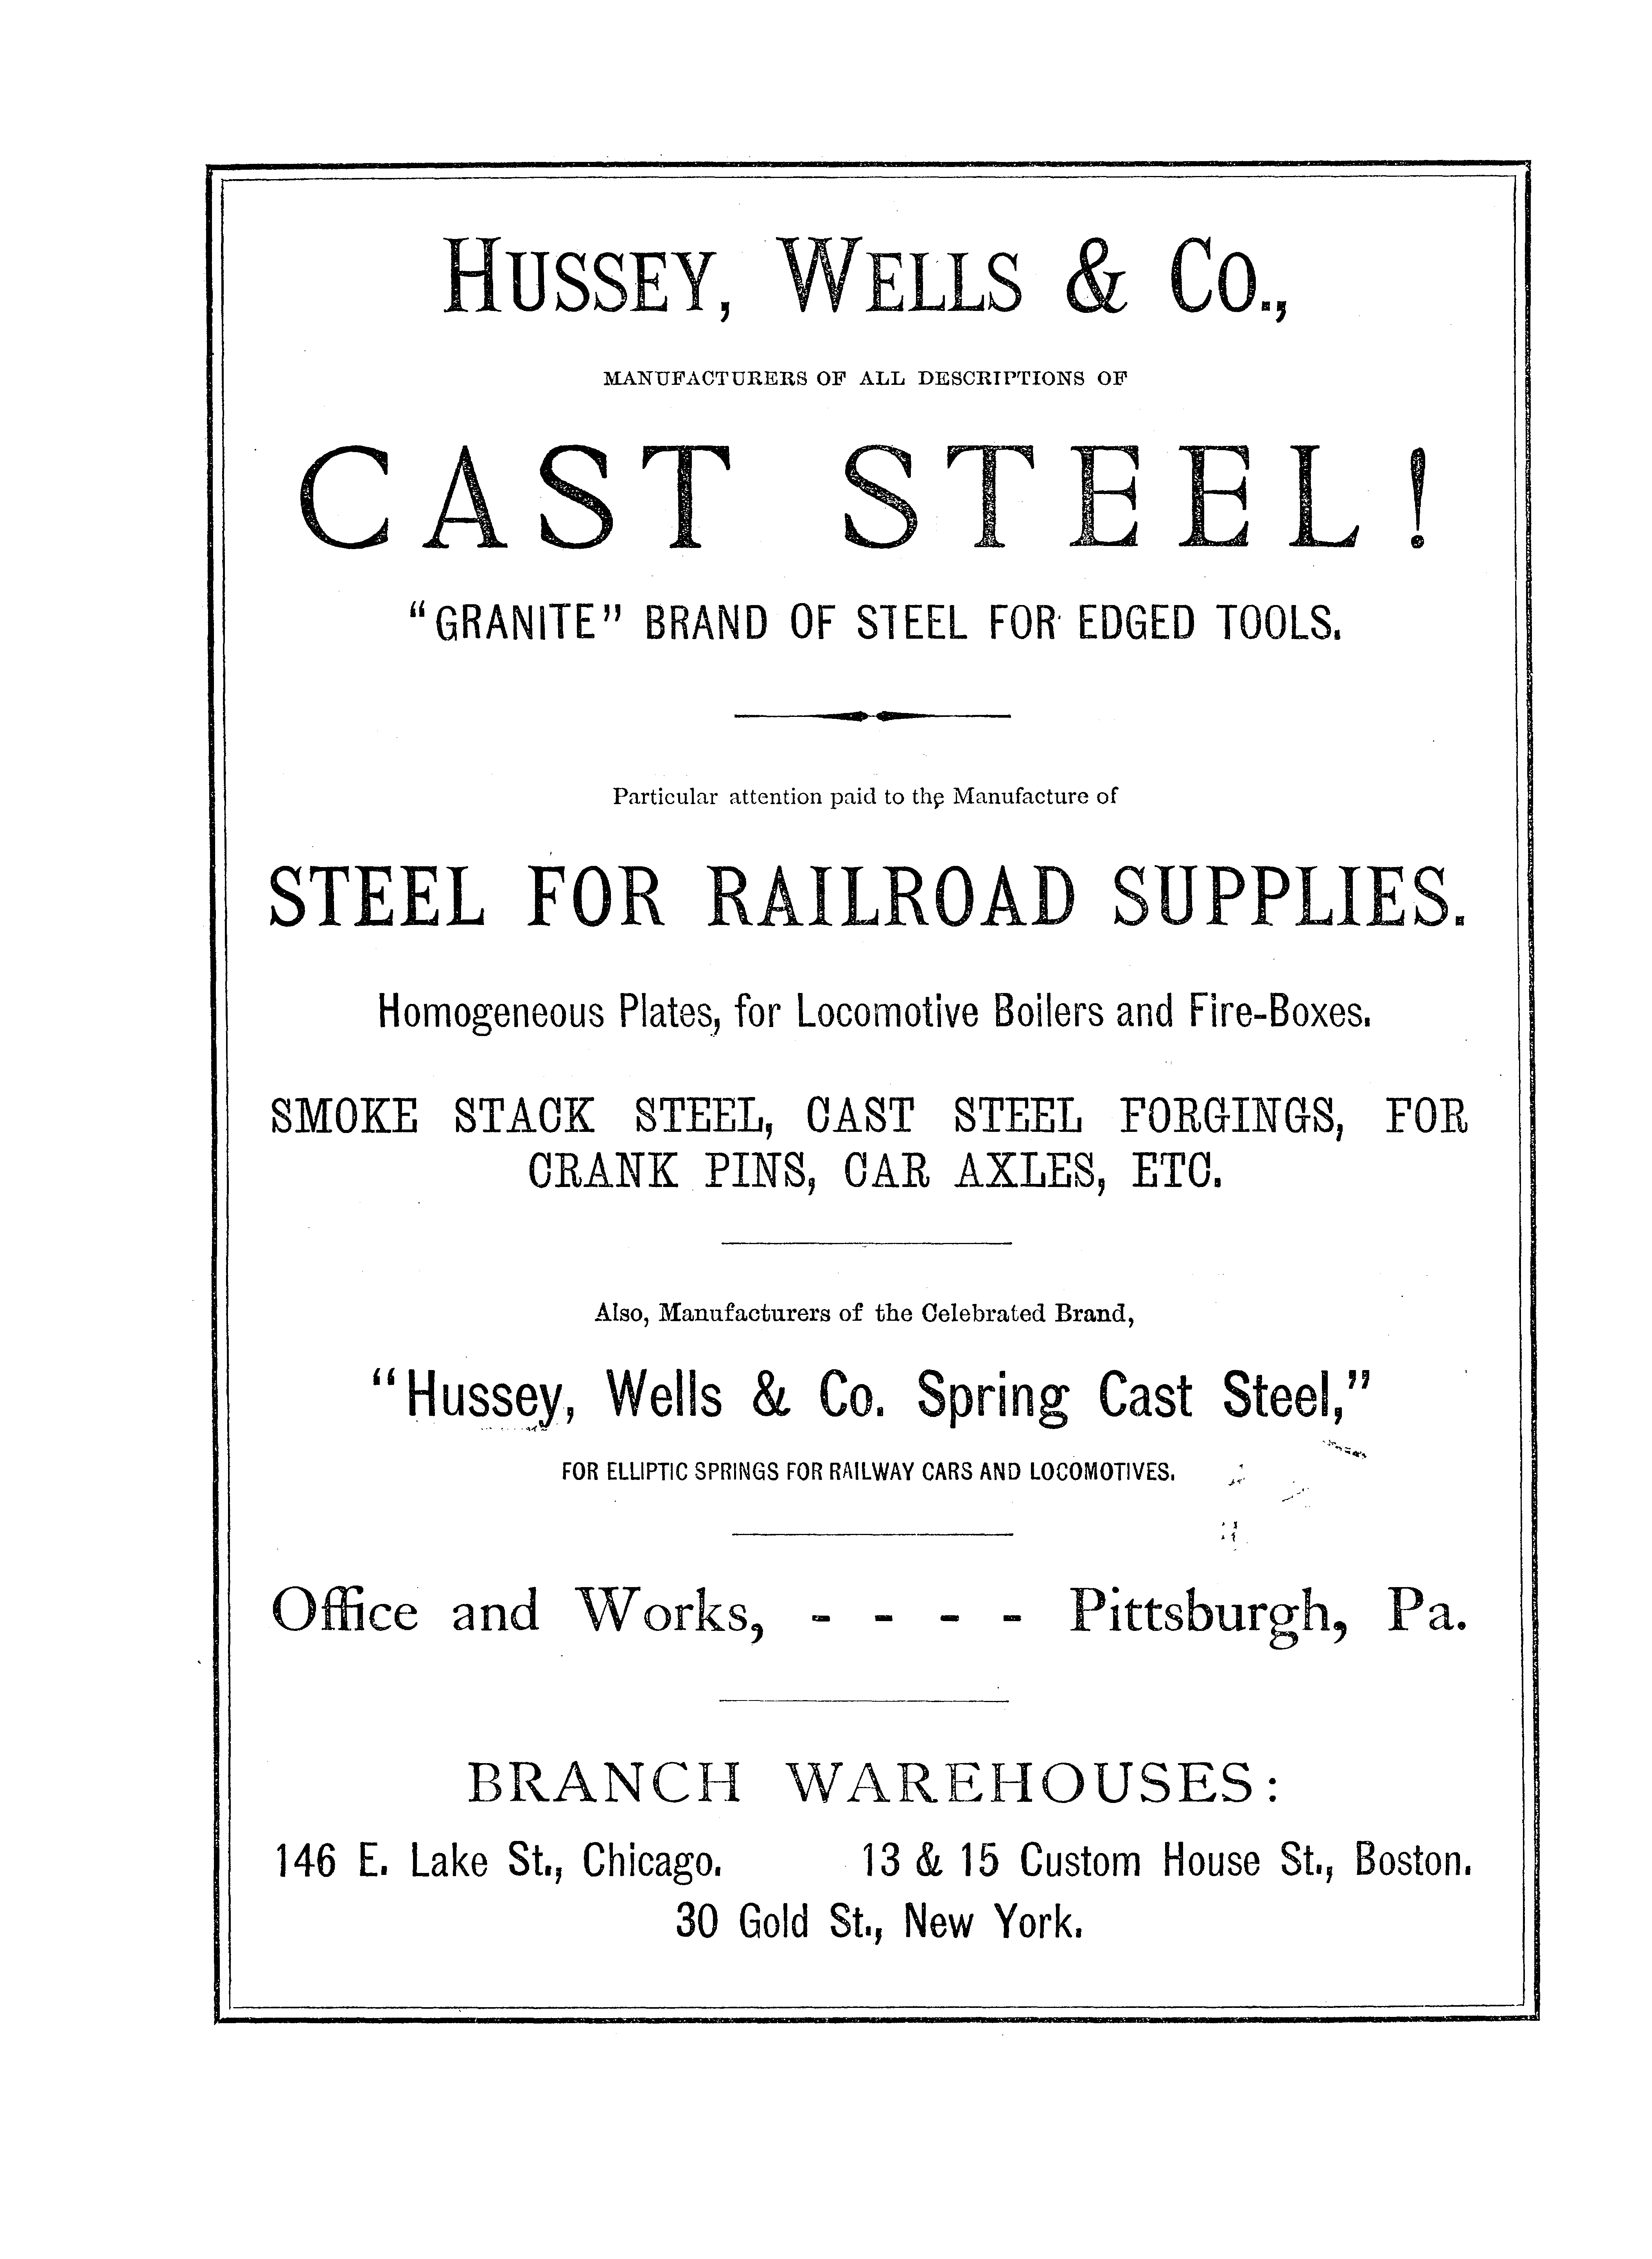 HUSSEY, WELLS & CO.,
MANUFACTURERS OF ALL DESCRIPTIONS OF
CAST STEEL!
“GRANITE” BRAND OF STEEL FOR EDGED TOOLS.
Particular attention paid to the Manufacture of
STEEL FOR RAILROAD SUPPLIES.
Homogeneous Plates, for Locomotive Boilers and Fire-Boxes.
SMOKE STACK STEEL, CAST STEEL FORGINGS, FOR
CRANK PINS, CAR AXLES, ETC.
Also, Manufacturers of the Celebrated Brand,
“Hussey, Wells & Co. Spring Cast Steel,”
FOR ELLIPTIC SPRINGS FOR RAILWAY CARS AND LOCOMOTIVES.
Office and Works, - - - - Pittsburgh, Pa.
BRANCH WAREHOUSES:
146 E. Lake St., Chicago. 13 & 15 Custom House St., Boston.
30 Gold St., New York.